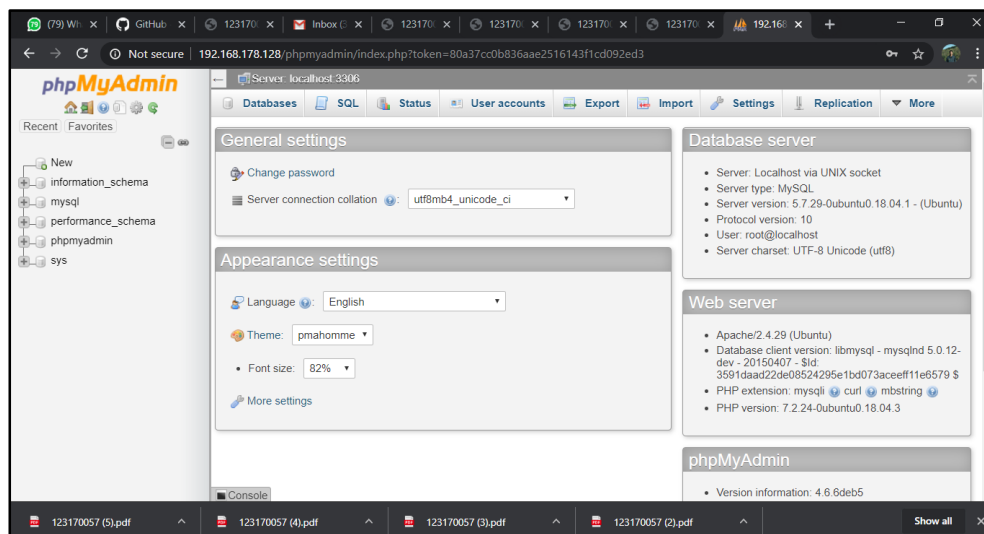 (79) Wh
GitHub
123170
Inbox (3
123170
123170
123170
123170
192.168
Not secure
192.168.178.128/phpmyadmin/index.php?token=80a37cc0b836aae2516143f1cd092ed3
phpMyAdmin
Recent Favorites
New
information_schema
mysql
performance_schema
phpmyadmin
sys
Server: localhost:3306
Databases SQL Status User accounts Export Import Settings Replication More
General settings
Change password
Server connection collation : utf8mb4_unicode_ci
Appearance settings
Language : English
Theme: pmahomme
Font size: 82%
More settings
Console
Database server
Server: Localhost via UNIX socket
Server type: MySQL
Server version: 5.7.29-0ubuntu0.18.04.1 - (Ubuntu)
Protocol version: 10
User: root@localhost
Server charset: UTF-8 Unicode (utf8)
Web server
Apache/2.4.29 (Ubuntu)
Database client version: libmysql - mysqlnd 5.0.12-
dev - 20150407 - $Id:
3591daad22de08524295e1bd073aceeff11e6579 $
PHP extension: mysqli curl mbstring
PHP version: 7.2.24-0ubuntu0.18.04.3
phpMyAdmin
Version information: 4.6.6deb5
123170057 (5).pdf
123170057 (4).pdf
123170057 (3).pdf
123170057 (2).pdf
Show all